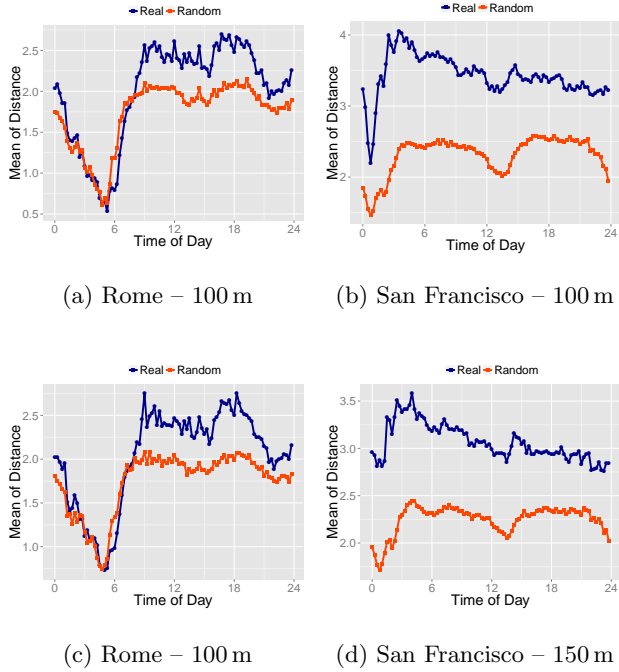 Real Random
Mean of Distance
2.5
2.0
1.5
1.0
0.5
0 6 12 18 24
Time of Day
(a) Rome – 100 m
Real Random
Mean of Distance
4
3
2
0 6 12 18 24
Time of Day
(b) San Francisco – 100 m
Real Random
Mean of Distance
2.5
2.0
1.5
1.0
0 6 12 18 24
Time of Day
(c) Rome – 100 m
Real Random
Mean of Distance
3.5
3.0
2.5
2.0
0 6 12 18 24
Time of Day
(d) San Francisco – 150 m